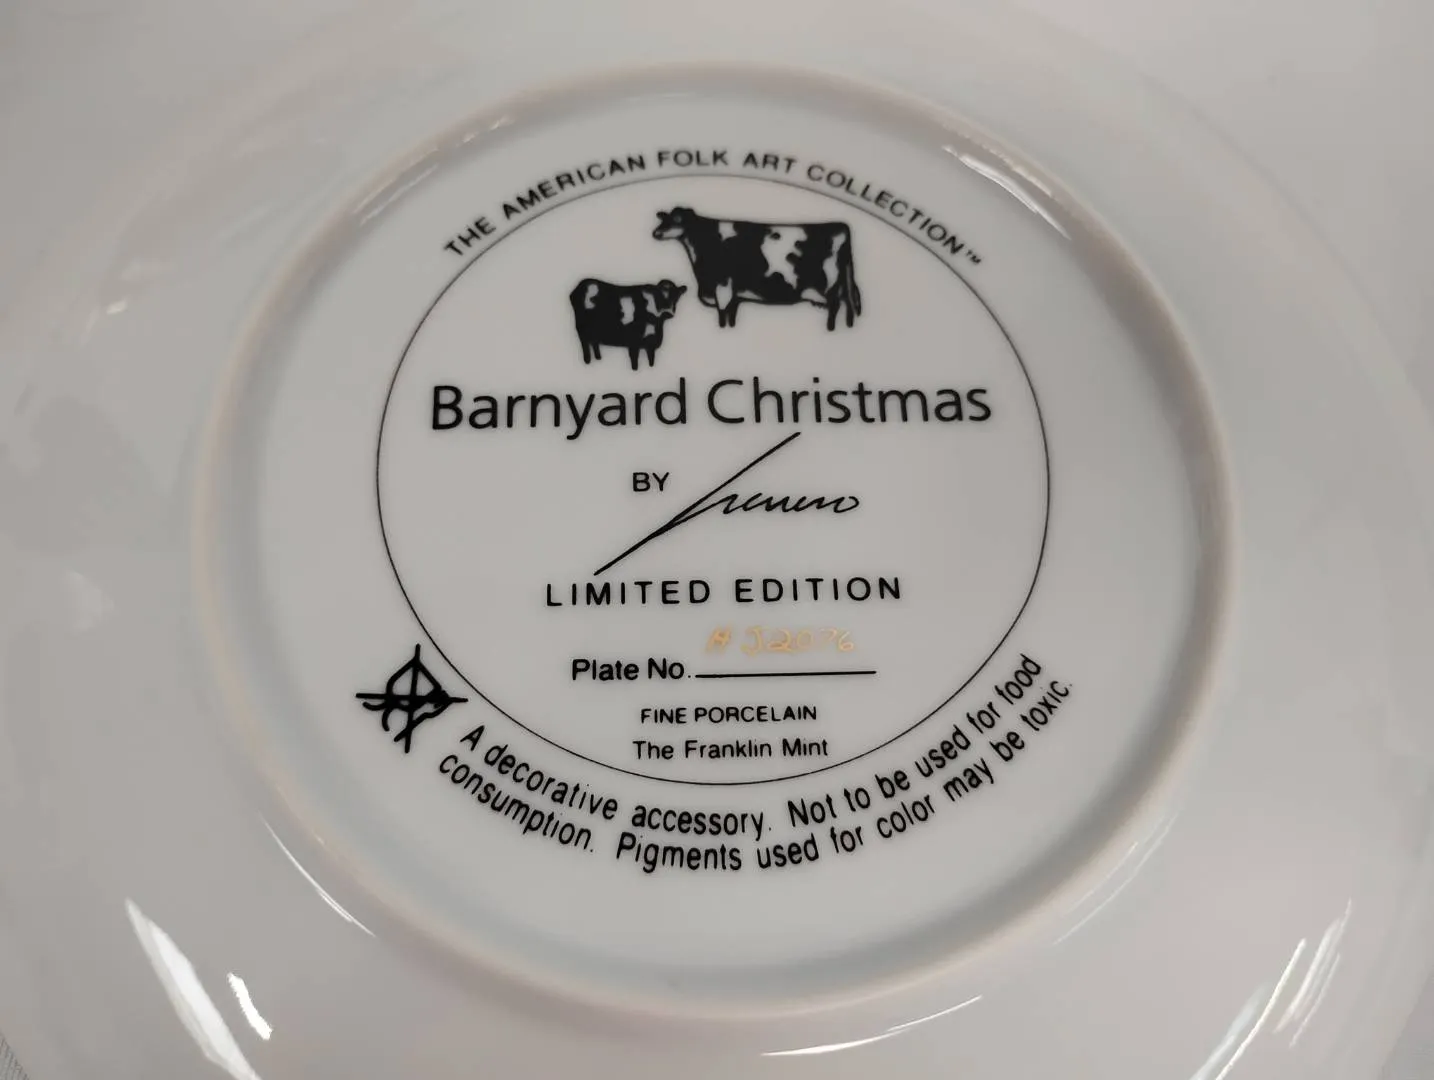 THE AMERICAN FOLK ART COLLECTION™
Barnyard Christmas
BY
LIMITED EDITION
Plate No.
FINE PORCELAIN
The Franklin Mint
A decorative accessory. Not to be used for food
consumption. Pigments used for color may be toxic.